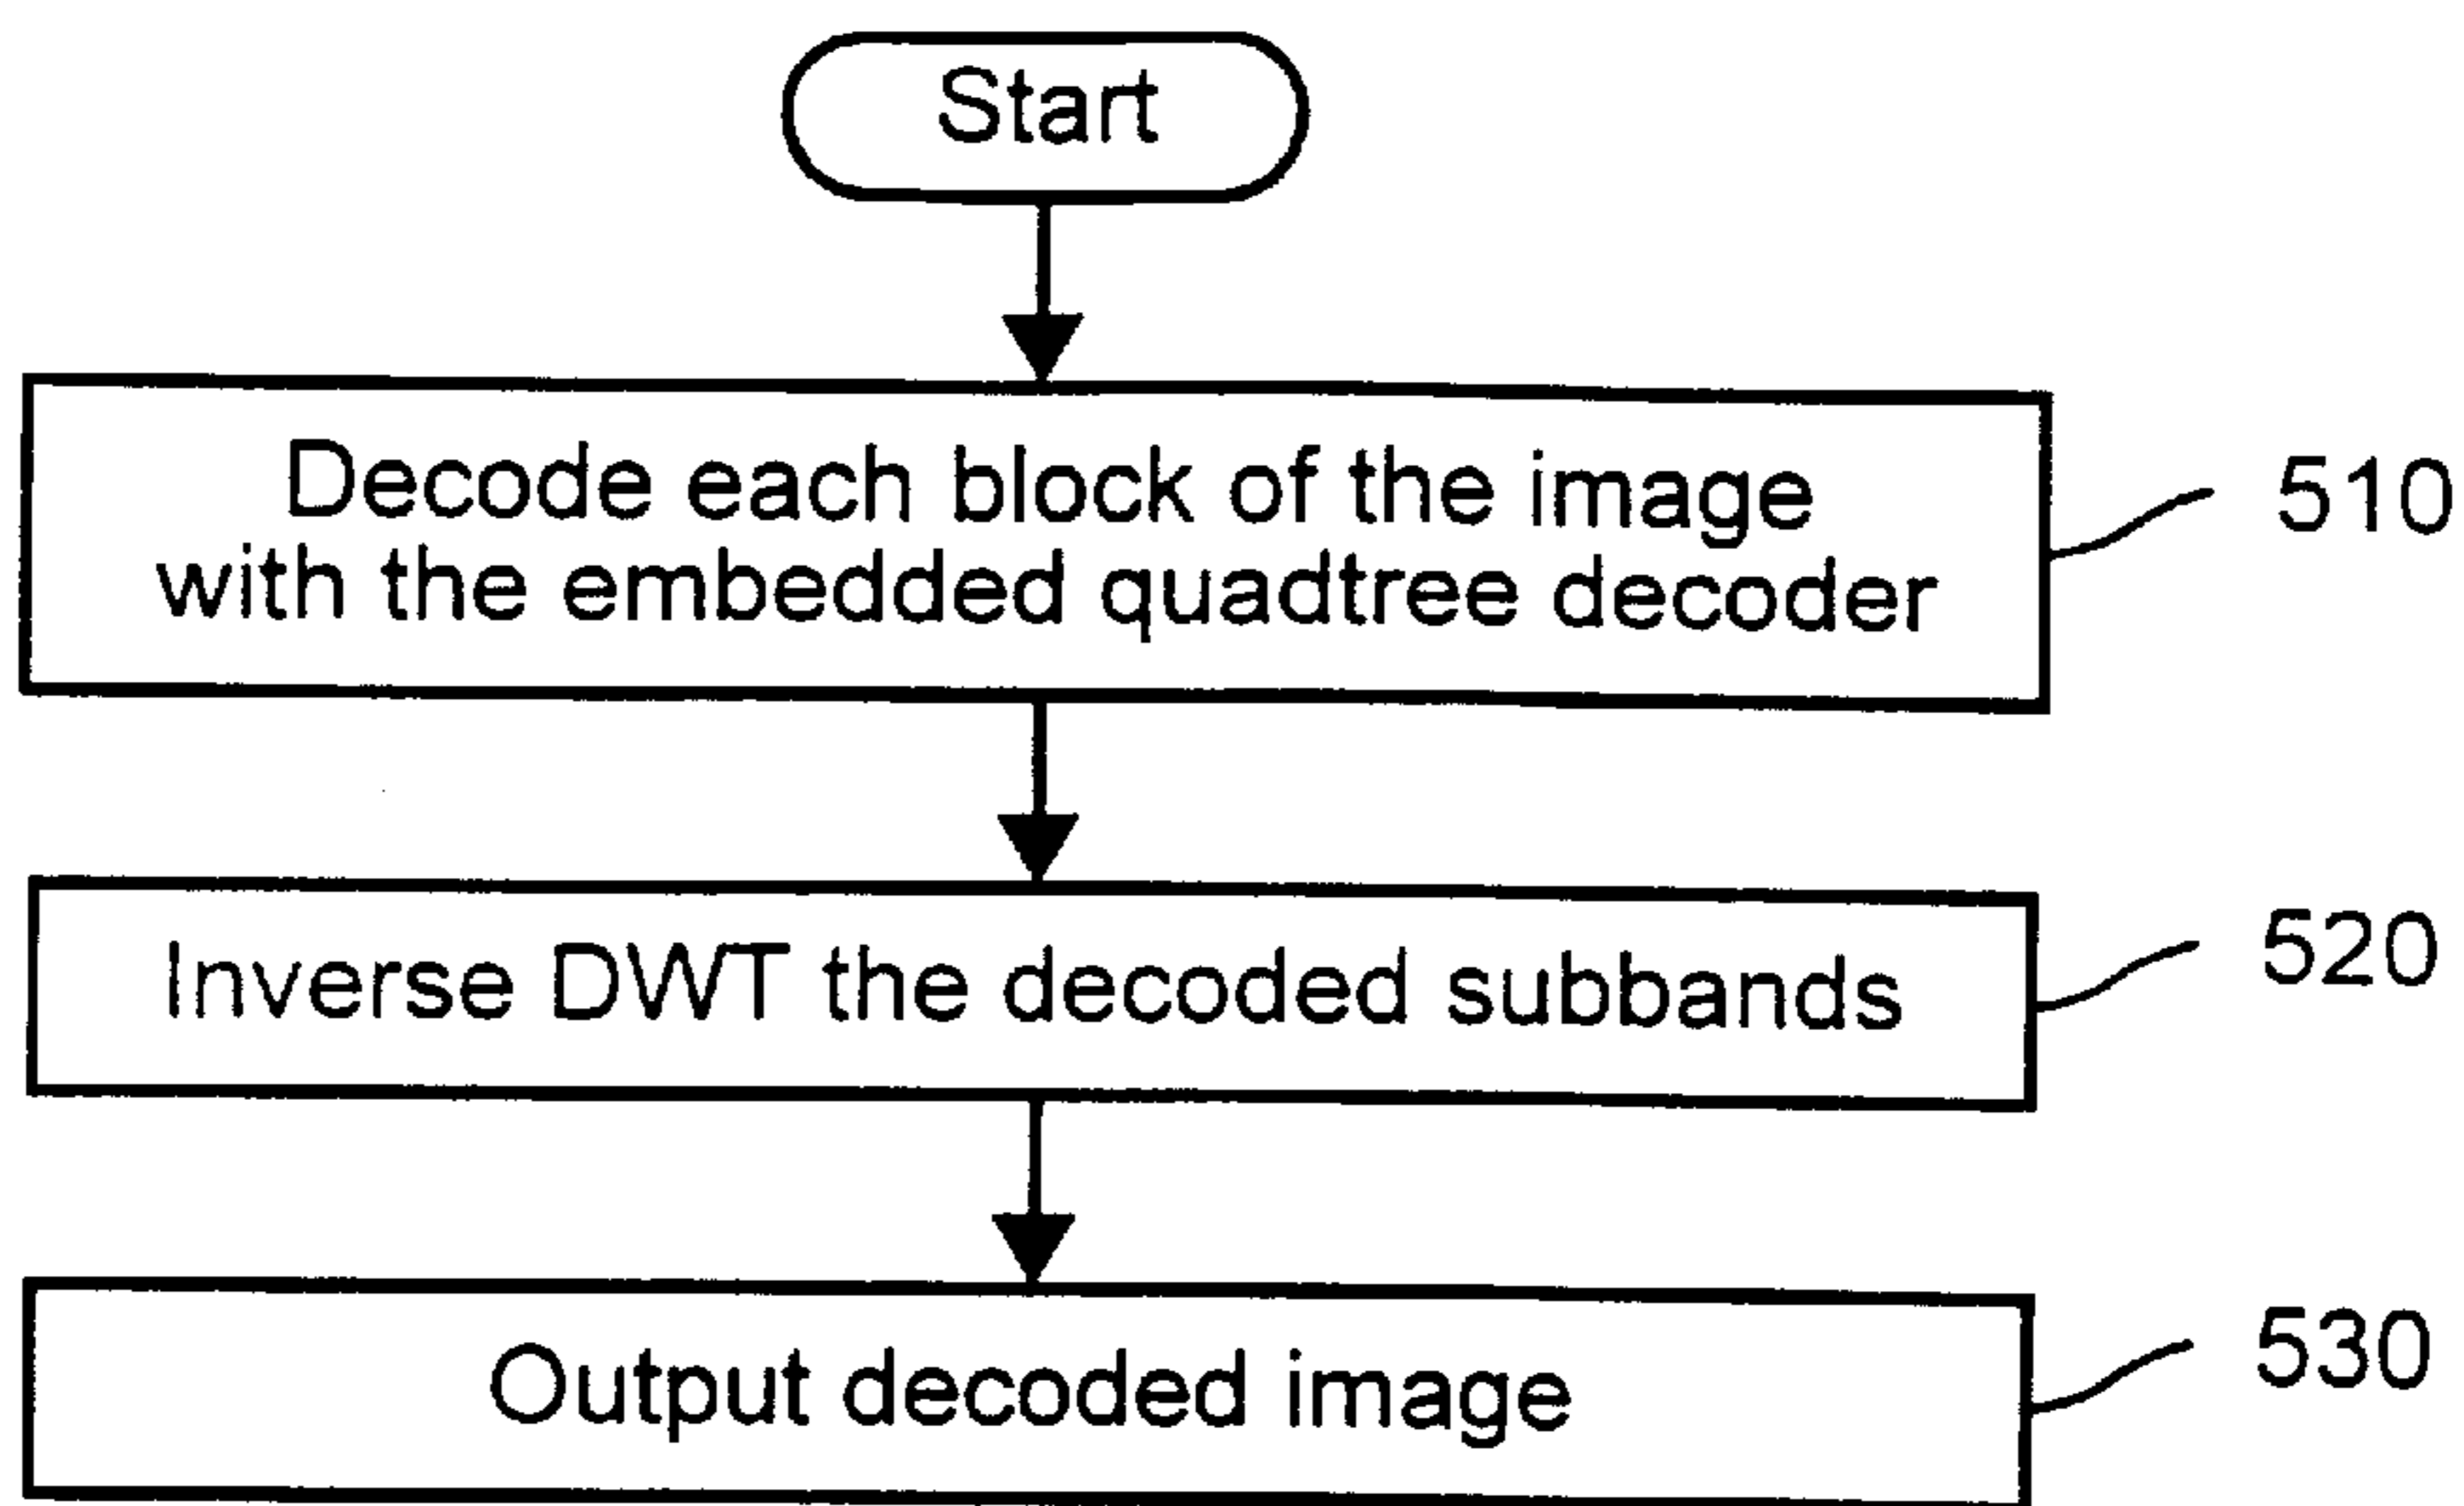 Start
Decode each block of the image
with the embedded quadtree decoder
510
Inverse DWT the decoded subbands
520
Output decoded image
530